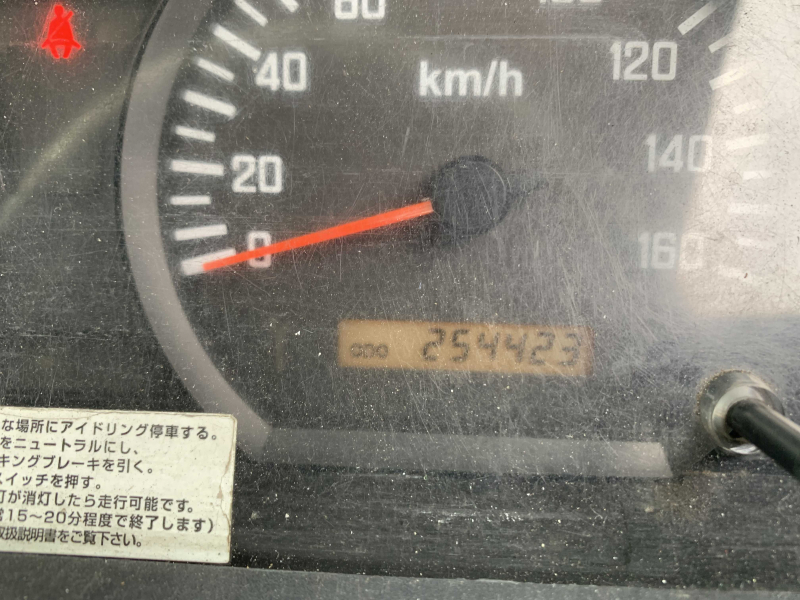 80
40
km/h
120
20
140
0
160
ODO 254423
な場所にアイドリング停車する。
をニュートラルにし、
キングブレーキを引く。
スイッチを押す。
灯が消灯したら走行可能です。
常15～20分程度で終了します)
取扱説明書をご覧下さい。